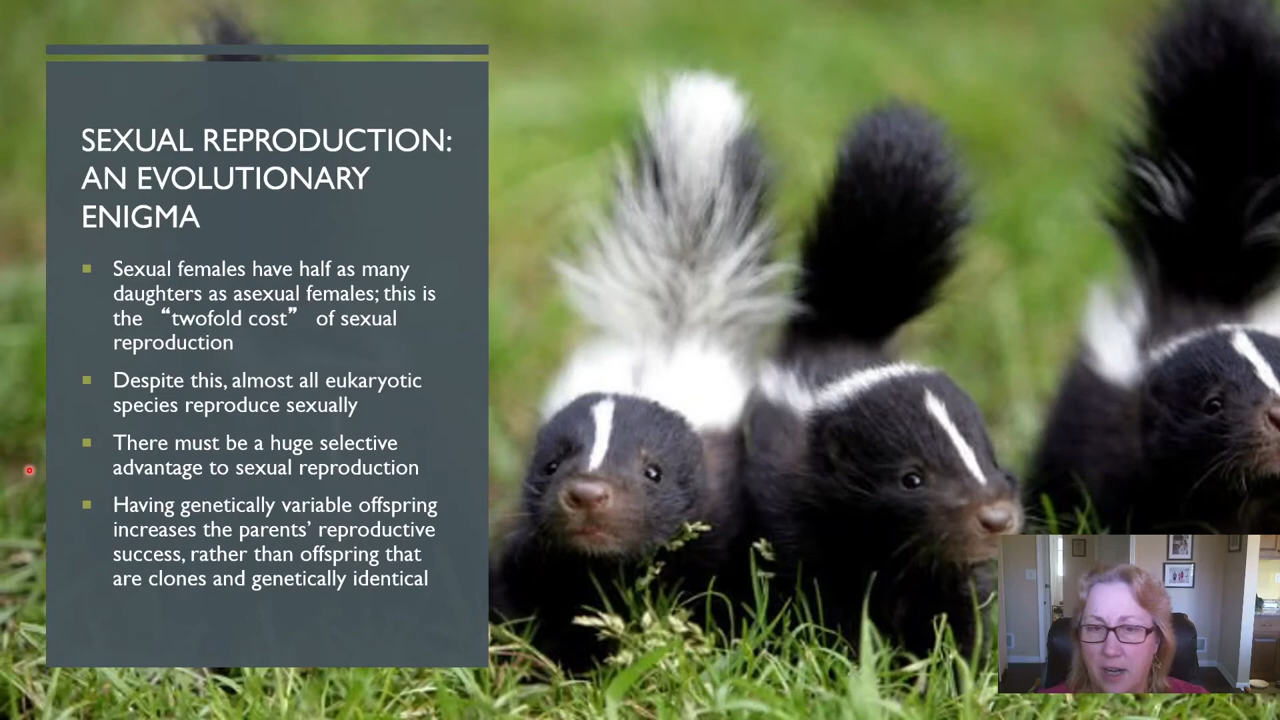 SEXUAL REPRODUCTION:
AN EVOLUTIONARY
ENIGMA
Sexual females have half as many
daughters as asexual females; this is
the “twofold cost” of sexual
reproduction
Despite this, almost all eukaryotic
species reproduce sexually
There must be a huge selective
advantage to sexual reproduction
Having genetically variable offspring
increases the parents’ reproductive
success, rather than offspring that
are clones and genetically identical